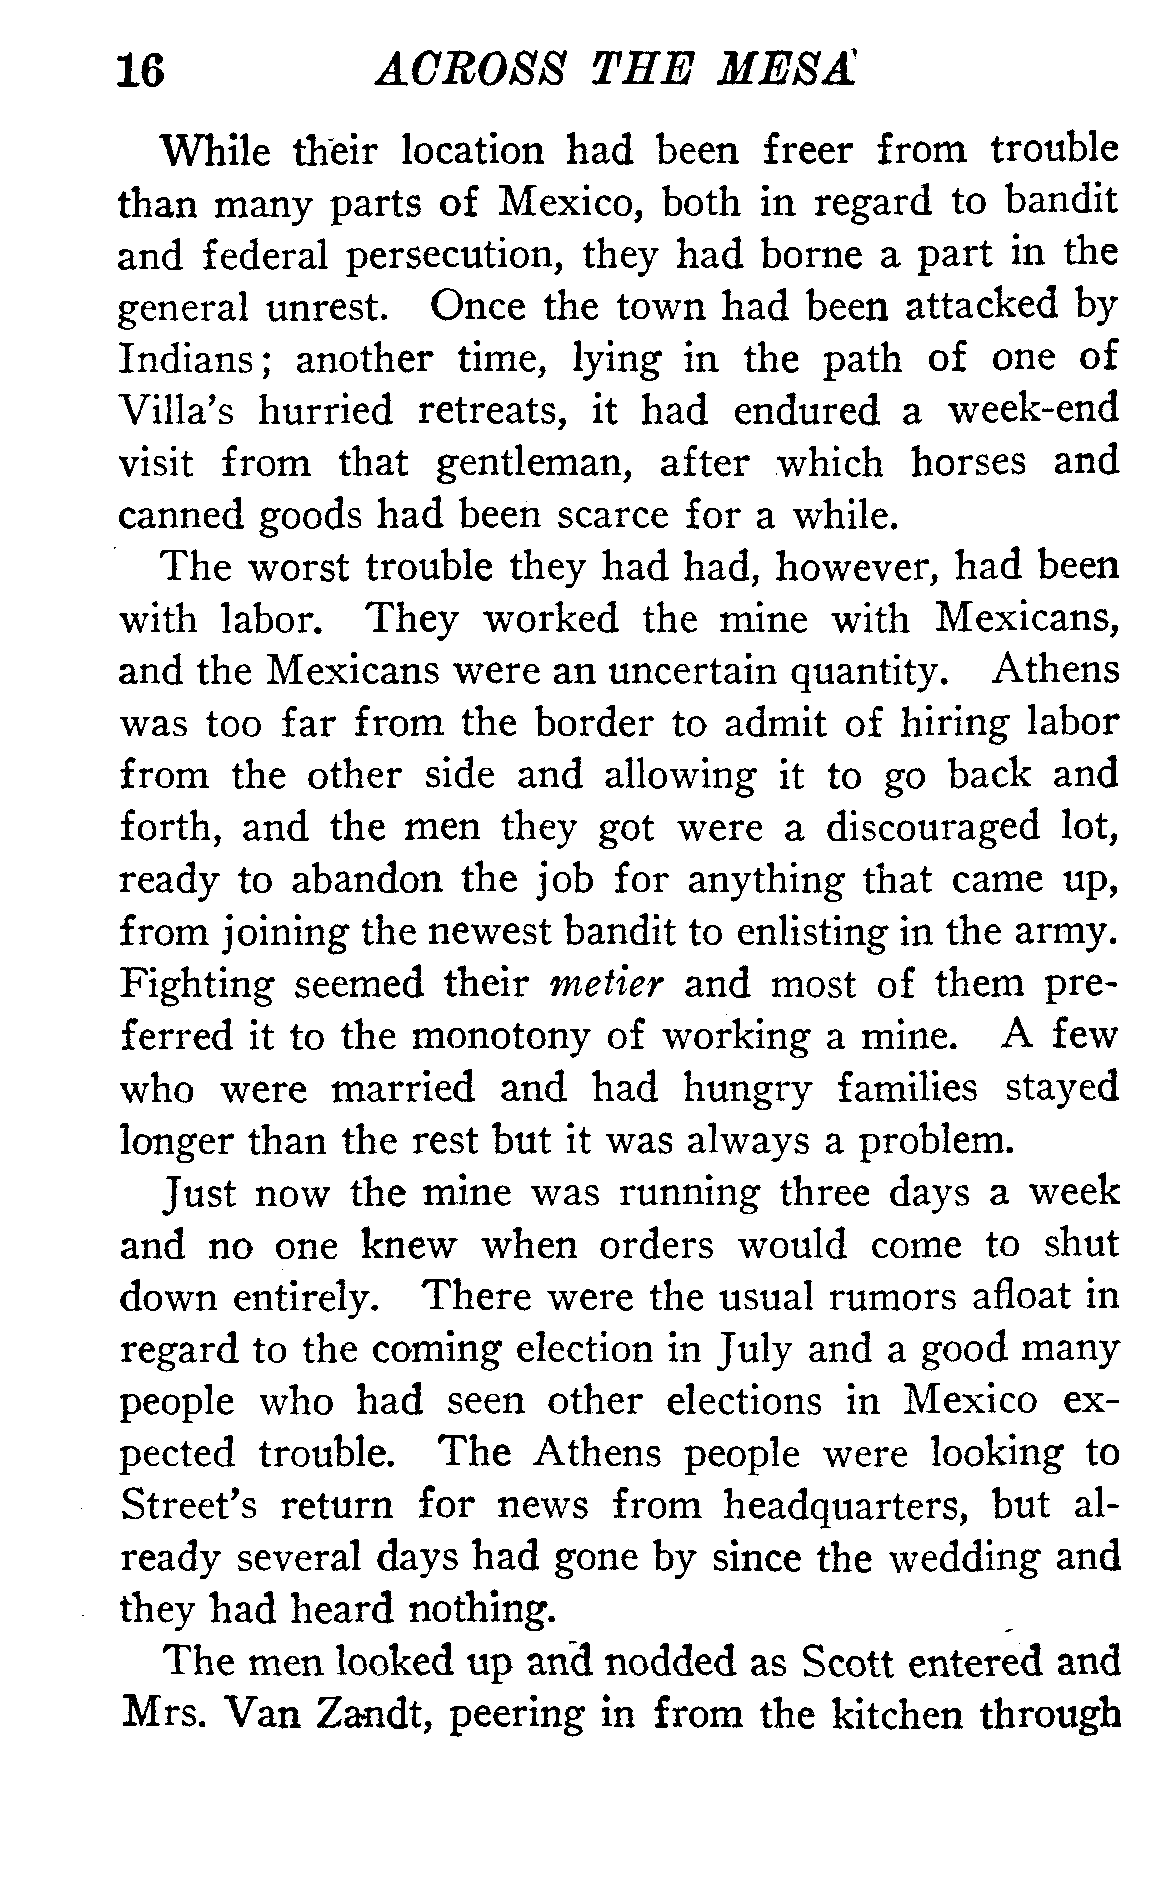 16 ACROSS THE MESA
While their location had been freer from trouble
than many parts of Mexico, both in regard to bandit
and federal persecution, they had borne a part in the
general unrest. Once the town had been attacked by
Indians; another time, lying in the path of one of
Villa's hurried retreats, it had endured a week-end
visit from that gentleman, after which horses and
canned goods had been scarce for a while.
The worst trouble they had had, however, had been
with labor. They worked the mine with Mexicans,
and the Mexicans were an uncertain quantity. Athens
was too far from the border to admit of hiring labor
from the other side and allowing it to go back and
forth, and the men they got were a discouraged lot,
ready to abandon the job for anything that came up,
from joining the newest bandit to enlisting in the army.
Fighting seemed their metier and most of them pre-
ferred it to the monotony of working a mine. A few
who were married and had hungry families stayed
longer than the rest but it was always a problem.
Just now the mine was running three days a week
and no one knew when orders would come to shut
down entirely. There were the usual rumors afloat in
regard to the coming election in July and a good many
people who had seen other elections in Mexico ex-
pected trouble. The Athens people were looking to
Street's return for news from headquarters, but al-
ready several days had gone by since the wedding and
they had heard nothing.
The men looked up and nodded as Scott entered and
Mrs. Van Zandt, peering in from the kitchen through